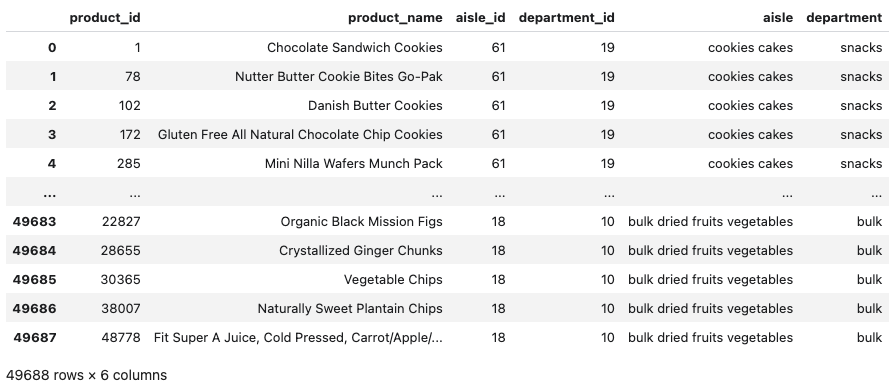 product_id product_name aisle_id department_id aisle department
0 1 Chocolate Sandwich Cookies 61 19 cookies cakes snacks
1 78 Nutter Butter Cookie Bites Go-Pak 61 19 cookies cakes snacks
2 102 Danish Butter Cookies 61 19 cookies cakes snacks
3 172 Gluten Free All Natural Chocolate Chip Cookies 61 19 cookies cakes snacks
4 285 Mini Nilla Wafers Munch Pack 61 19 cookies cakes snacks
... ... ... ... ... ... ...
49683 22827 Organic Black Mission Figs 18 10 bulk dried fruits vegetables bulk
49684 28655 Crystallized Ginger Chunks 18 10 bulk dried fruits vegetables bulk
49685 30365 Vegetable Chips 18 10 bulk dried fruits vegetables bulk
49686 38007 Naturally Sweet Plantain Chips 18 10 bulk dried fruits vegetables bulk
49687 48778 Fit Super A Juice, Cold Pressed, Carrot/Apple/... 18 10 bulk dried fruits vegetables bulk
49688 rows × 6 columns